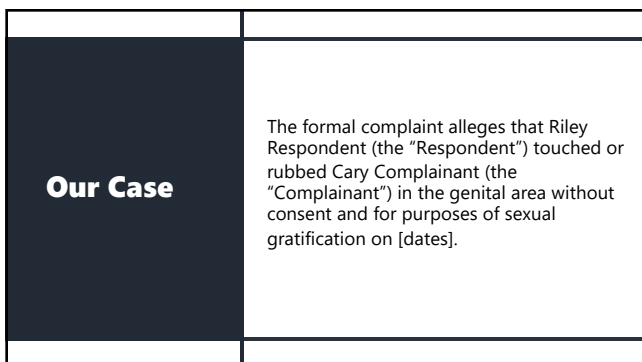 Our Case
The formal complaint alleges that Riley
Respondent (the “Respondent”) touched or
rubbed Cary Complainant (the
“Complainant”) in the genital area without
consent and for purposes of sexual
gratification on [dates].